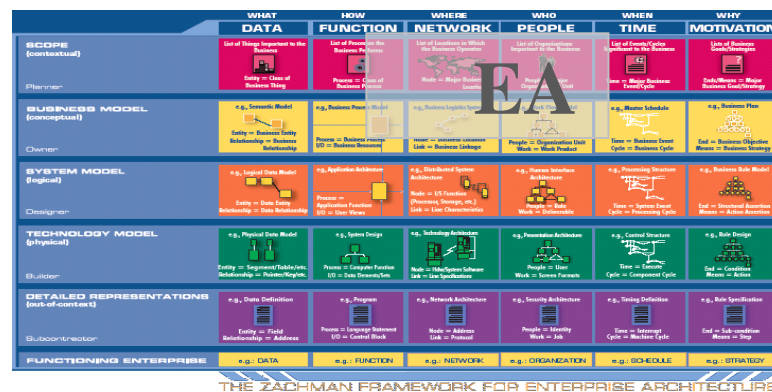 WHAT HOW WHERE WHO WHEN WHY
DATA FUNCTION NETWORK PEOPLE TIME MOTIVATION
SCOPE
(contextual)
Planner
List of Things Important to the
Business
Entity = Class of
Business Thing
List of Processes the
Business Performs
Process = Class of
Business Process
List of Locations in Which
the Business Operates
Node = Major Business
Location
List of Organizations
Important to the Business
People = Major
Organization Unit
List of Events/Cycles
Significant to the Business
Time = Major Business
Event/Cycle
Lists of Business
Goals/Strategies
Ends/Means = Major
Business Goal/Strategy
EA
BUSINESS MODEL
(conceptual)
Owner
e.g., Semantic Model
Entity = Business Entity
Relationship = Business
Relationship
e.g., Business Process Model
Process = Business Process
I/O = Business Resources
e.g., Business Logistics System
Node = Business Location
Link = Business Linkage
e.g., Work Flow Model
People = Organization Unit
Work = Work Product
e.g., Master Schedule
Time = Business Event
Cycle = Business Cycle
e.g., Business Plan
End = Business Objective
Means = Business Strategy
SYSTEM MODEL
(logical)
Designer
e.g., Logical Data Model
Entity = Data Entity
Relationship = Data Relationship
e.g., Application Architecture
Process =
Application Function
I/O = User Views
e.g., Distributed System
Architecture
Node = I/S Function
(Processor, Storage, etc.)
Link = Line Characteristics
e.g., Human Interface
Architecture
People = Role
Work = Deliverable
e.g., Processing Structure
Time = System Event
Cycle = Processing Cycle
e.g., Business Rule Model
End = Structural Assertion
Means = Action Assertion
TECHNOLOGY MODEL
(physical)
Builder
e.g., Physical Data Model
Entity = Segment/Table/etc.
Relationship = Pointer/Key/etc.
e.g., System Design
Process = Computer Function
I/O = Data Elements/Sets
e.g., Technology Architecture
Node = Hdw/System Software
Link = Line Specifications
e.g., Presentation Architecture
People = User
Work = Screen Formats
e.g., Control Structure
Time = Execute
Cycle = Component Cycle
e.g., Rule Design
End = Condition
Means = Action
DETAILED REPRESENTATIONS
(out-of-context)
Subcontractor
e.g., Data Definition
Entity = Field
Relationship = Address
e.g., Program
Process = Language Statement
I/O = Control Block
e.g., Network Architecture
Node = Address
Link = Protocol
e.g., Security Architecture
People = Identity
Work = Job
e.g., Timing Definition
Time = Interrupt
Cycle = Machine Cycle
e.g., Rule Specification
End = Sub-condition
Means = Step
FUNCTIONING ENTERPRISE
e.g.: DATA e.g.: FUNCTION e.g.: NETWORK e.g.: ORGANIZATION e.g.: SCHEDULE e.g.: STRATEGY
THE ZACHMAN FRAMEWORK FOR ENTERPRISE ARCHITECTURE